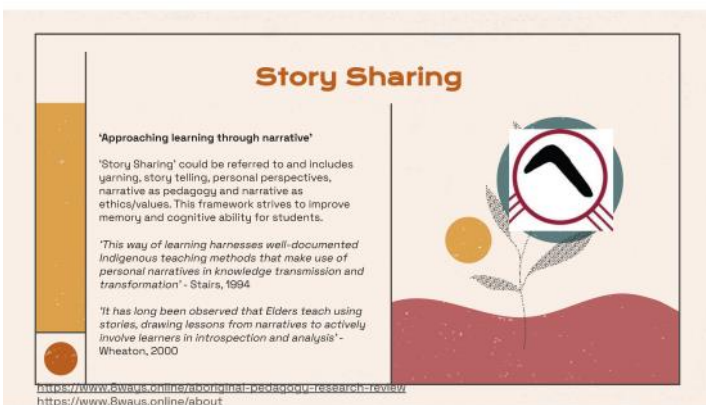 Story Sharing
'Approaching learning through narrative'
'Story Sharing' could be referred to and includes
yarning, story telling, personal perspectives,
narrative as pedagogy and narrative as
ethics/values. This framework strives to improve
memory and cognitive ability for students.
'This way of learning harnesses well-documented
Indigenous teaching methods that make use of
personal narratives in knowledge transmission and
transformation' - Stairs, 1994
'It has long been observed that Elders teach using
stories, drawing lessons from narratives to actively
involve learners in introspection and analysis' -
Wheaton, 2000
https://www.8ways.online/aboriginal-pedagogy-research-review
https://www.8ways.online/about